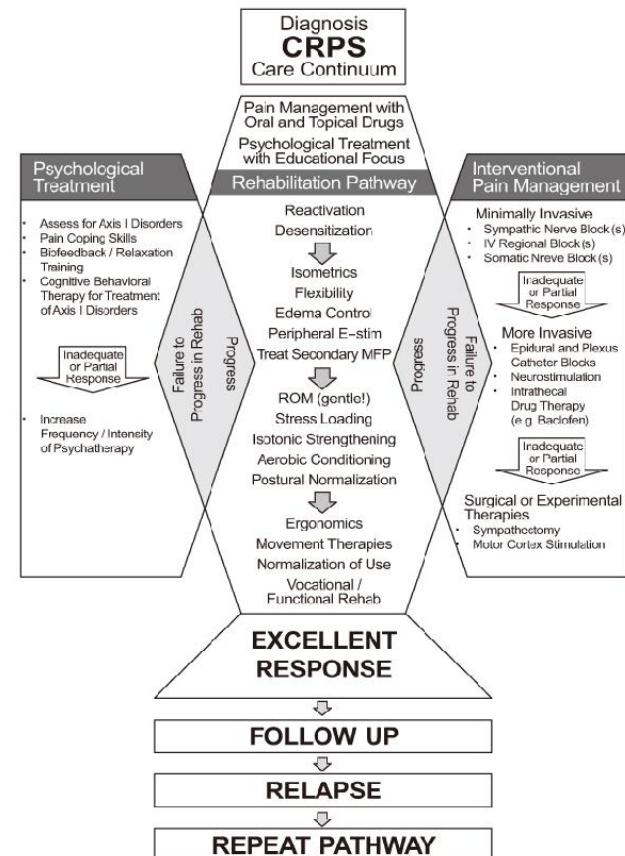 Diagnosis
CRPS
Care Continuum
Pain Management with
Oral and Topical Drugs
Psychological Treatment
with Educational Focus
Rehabilitation Pathway
Reactivation
Desensitization
Isometrics
Flexibility
Edema Control
Peripheral E-stim
Treat Secondary MFP
ROM (gentle!)
Stress Loading
Isotonic Strengthening
Aerobic Conditioning
Postural Normalization
Ergonomics
Movement Therapies
Normalization of Use
Vocational /
Functional Rehab
Psychological
Treatment
• Assess for Axis I Disorders
• Pain Coping Skills
• Biofeedback / Relaxation
Training
• Cognitive Behavioral
Therapy for Treatment
of Axis I Disorders
Inadequate
or Partial
Response
• Increase
Frequency / Intensity
of Psychatherapy
Failure to
Progress in Rehab
Progress
Progress
Failure to
Progress in Rehab
Interventional
Pain Management
Minimally Invasive
• Sympathic Nerve Block(s)
• IV Regional Block(s)
• Somatic Nreve Block(s)
Inadequate
or Partial
Response
More Invasive
• Epidural and Plexus
Catheter Blocks
• Neurostimulation
• Intrathecal
Drug Therapy
(e.g. Baclofen)
Inadequate
or Partial
Response
Surgical or Experimental
Therapies
• Sympathectomy
• Motor Cortex Stimulation
EXCELLENT
RESPONSE
FOLLOW UP
RELAPSE
REPEAT PATHWAY